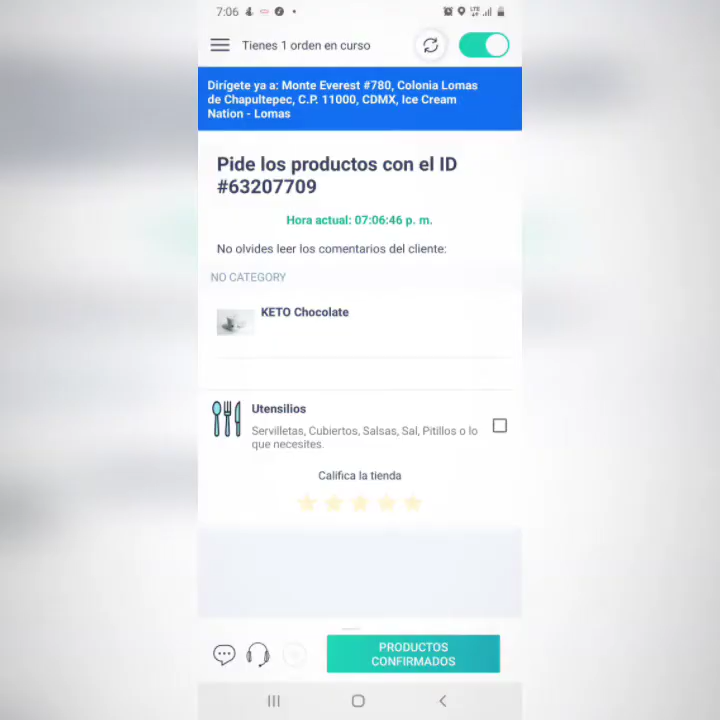 7:06
LTE
Tienes 1 orden en curso
Dirígete ya a: Monte Everest #780, Colonia Lomas
de Chapultepec, C.P. 11000, CDMX, Ice Cream
Nation - Lomas
Pide los productos con el ID
#63207709
Hora actual: 07:06:46 p. m.
No olvides leer los comentarios del cliente:
NO CATEGORY
KETO Chocolate
Utensilios
Servilletas, Cubiertos, Salsas, Sal, Pitillos o lo
que necesites.
Califica la tienda
PRODUCTOS
CONFIRMADOS